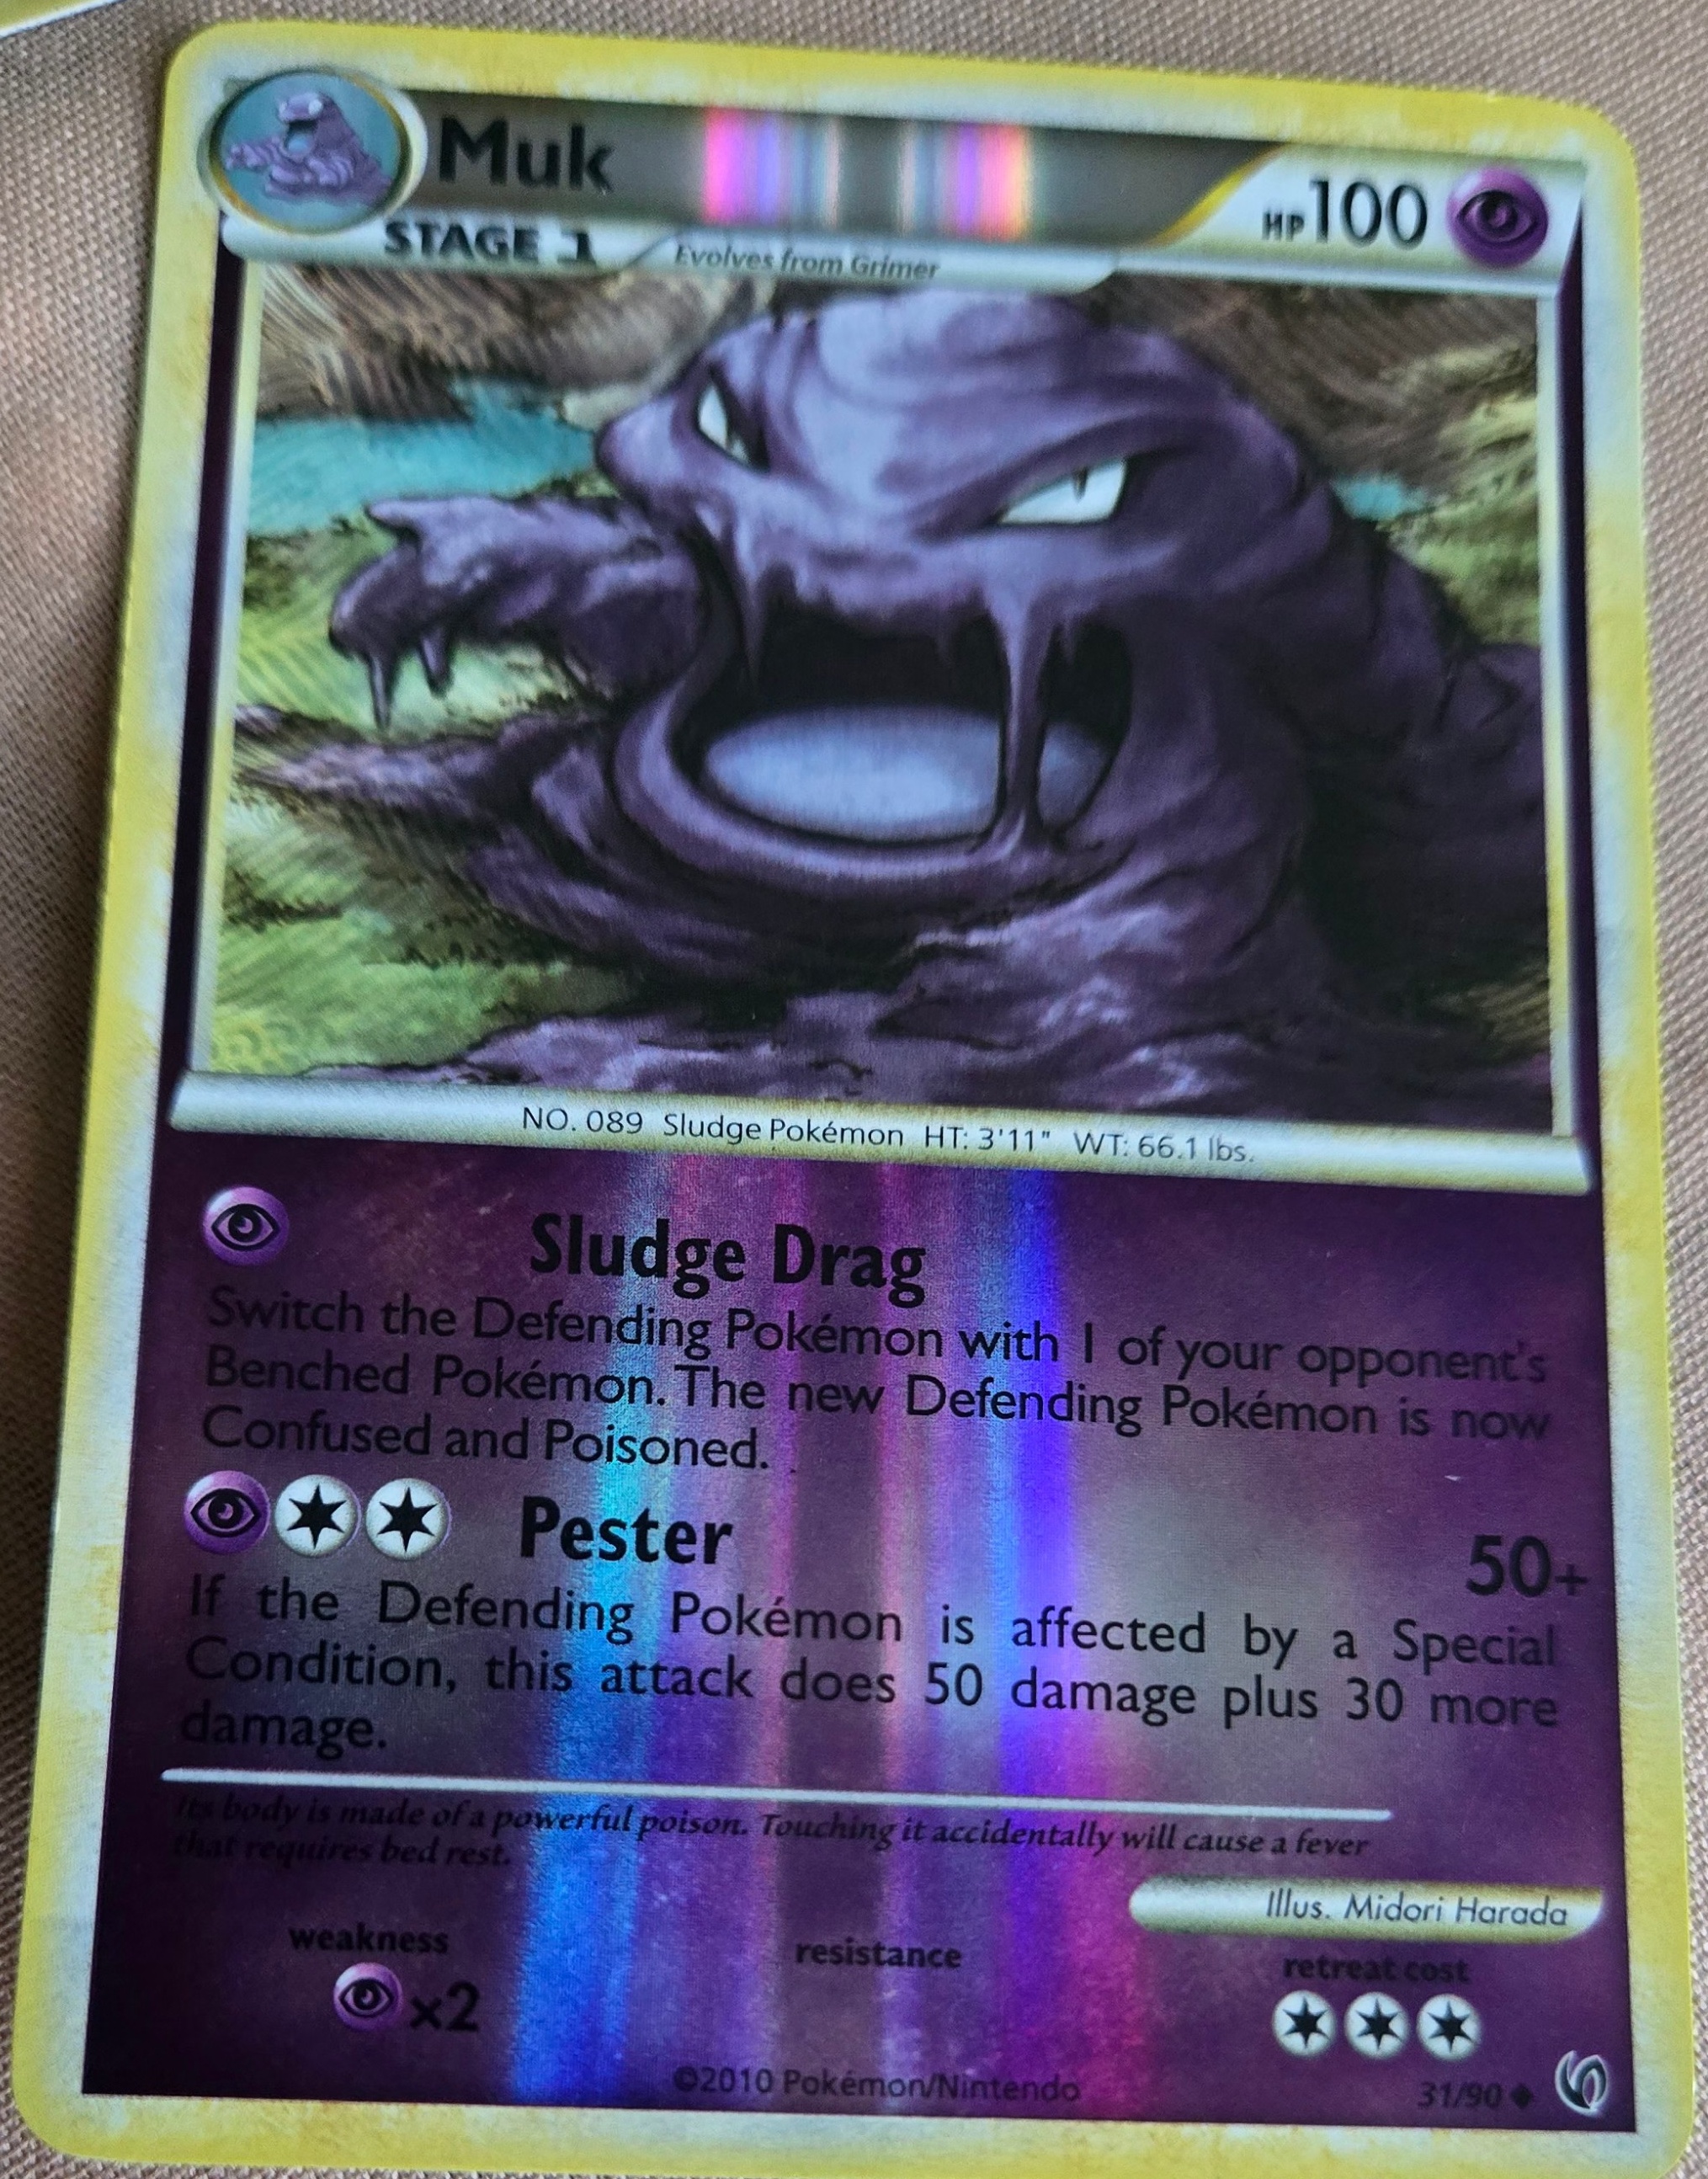 Muk
HP100
STAGE 1
Evolves from Grimer
NO. 089 Sludge Pokémon HT: 3'11" WT: 66.1 lbs.
Sludge Drag
Switch the Defending Pokémon with 1 of your opponent's
Benched Pokémon. The new Defending Pokémon is now
Confused and Poisoned.
Pester
50+
If the Defending Pokémon is affected by a Special
Condition, this attack does 50 damage plus 30 more
damage.
Its body is made of a powerful poison. Touching it accidentally will cause a fever
that requires bed rest.
Illus. Midori Harada
weakness
resistance
retreat cost
x2
©2010 Pokémon/Nintendo
31/90